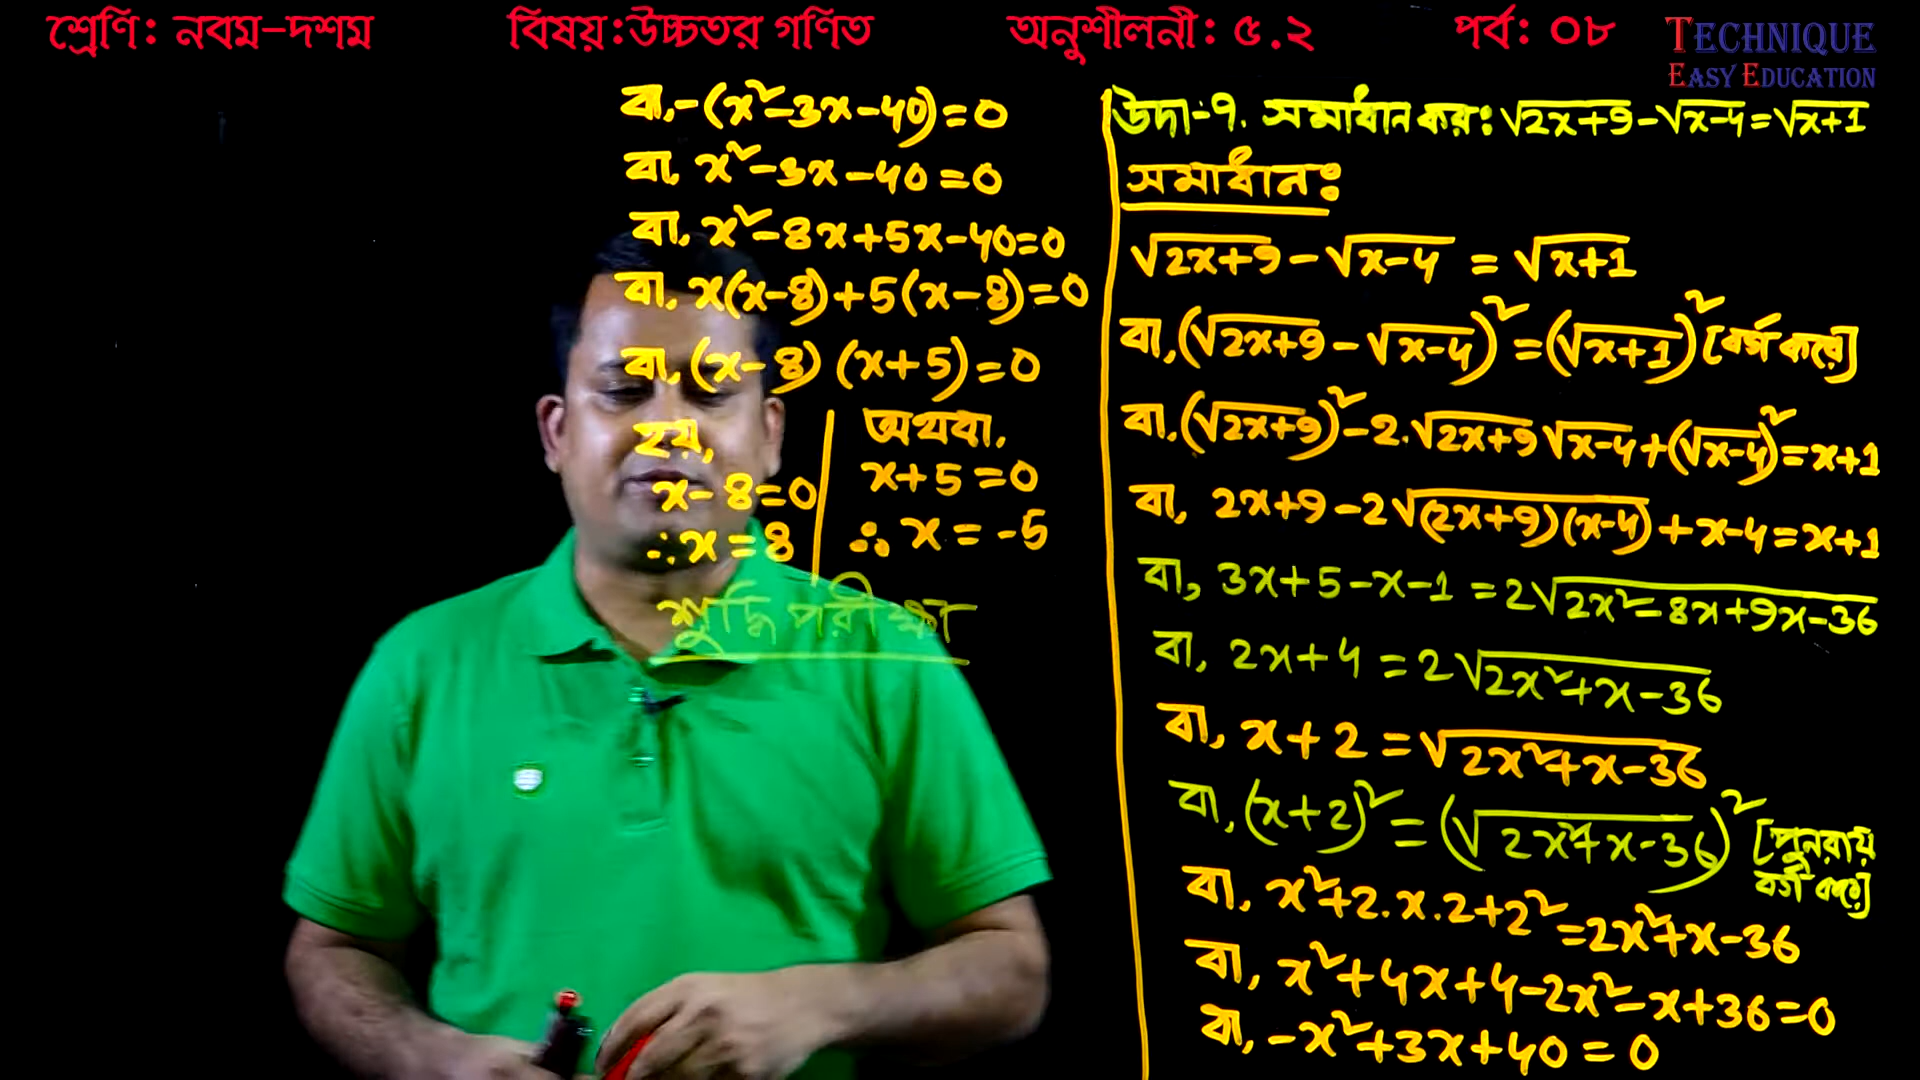 শ্রেণি: নবম-দশম বিষয়:উচ্চতর গণিত অনুশীলনী: ৫.২ পর্ব: ০৮
TECHNIQUE
EASY EDUCATION
উদা-৭. সমাধান কর: √(2x+9)-√(x-4)=√(x+1)
সমাধান:
√(2x+9)-√(x-4) = √(x+1)
বা, (√(2x+9)-√(x-4))²=(√(x+1))² [বর্গ করে]
বা, (√(2x+9))²-2.√(2x+9)√(x-4)+(√(x-4))²=x+1
বা, 2x+9-2√((2x+9)(x-4))+x-4=x+1
বা, 3x+5-x-1=2√(2x²-8x+9x-36)
বা, 2x+4=2√(2x²+x-36)
বা, x+2=√(2x²+x-36)
বা, (x+2)²=(√(2x²+x-36))² [পুনরায়
বর্গ করে]
বা, x²+2.x.2+2²=2x²+x-36
বা, x²+4x+4-2x²-x+36=0
বা, -x²+3x+40=0
বা, -(x²-3x-40)=0
বা, x²-3x-40=0
বা, x²-8x+5x-40=0
বা, x(x-8)+5(x-8)=0
বা, (x-8)(x+5)=0
হয়,
x-8=0
∴x=8
অথবা,
x+5=0
∴x=-5
শুদ্ধি পরীক্ষা